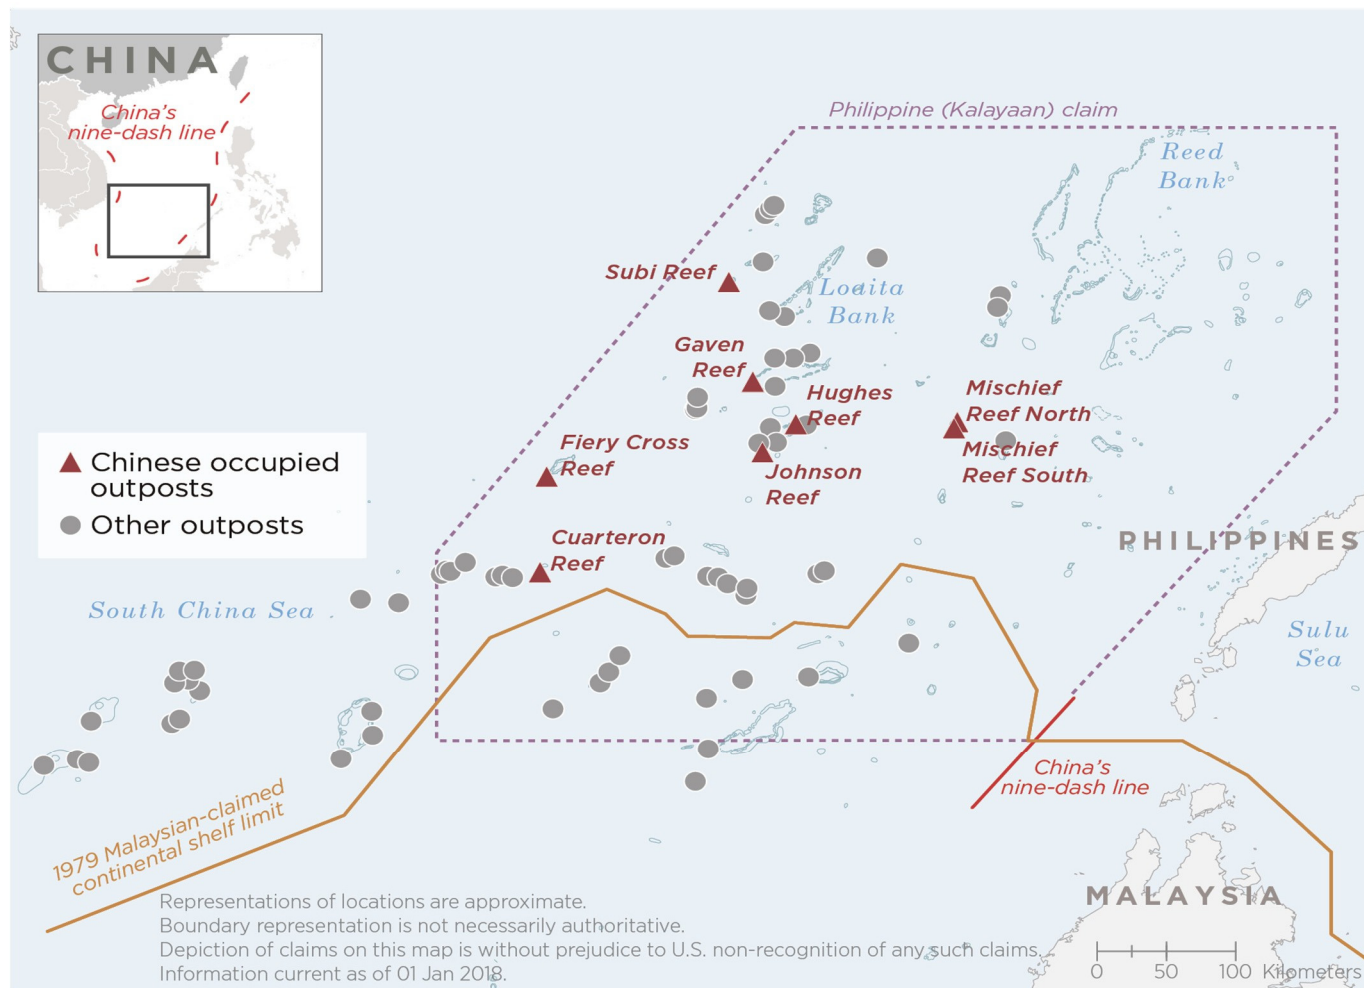 CHINA
China's
nine-dash line
Philippine (Kalayaan) claim
Reed
Bank
Subi Reef
Loaita
Bank
Gaven
Reef
Hughes
Reef
Mischief
Reef North
Mischief
Reef South
Fiery Cross
Reef
Johnson
Reef
Chinese occupied
outposts
Other outposts
Cuarteron
Reef
PHILIPPINES
South China Sea
Sulu
Sea
China's
nine-dash line
1979 Malaysian-claimed
continental shelf limit
MALAYSIA
Representations of locations are approximate.
Boundary representation is not necessarily authoritative.
Depiction of claims on this map is without prejudice to U.S. non-recognition of any such claims.
Information current as of 01 Jan 2018.
0 50 100 Kilometers